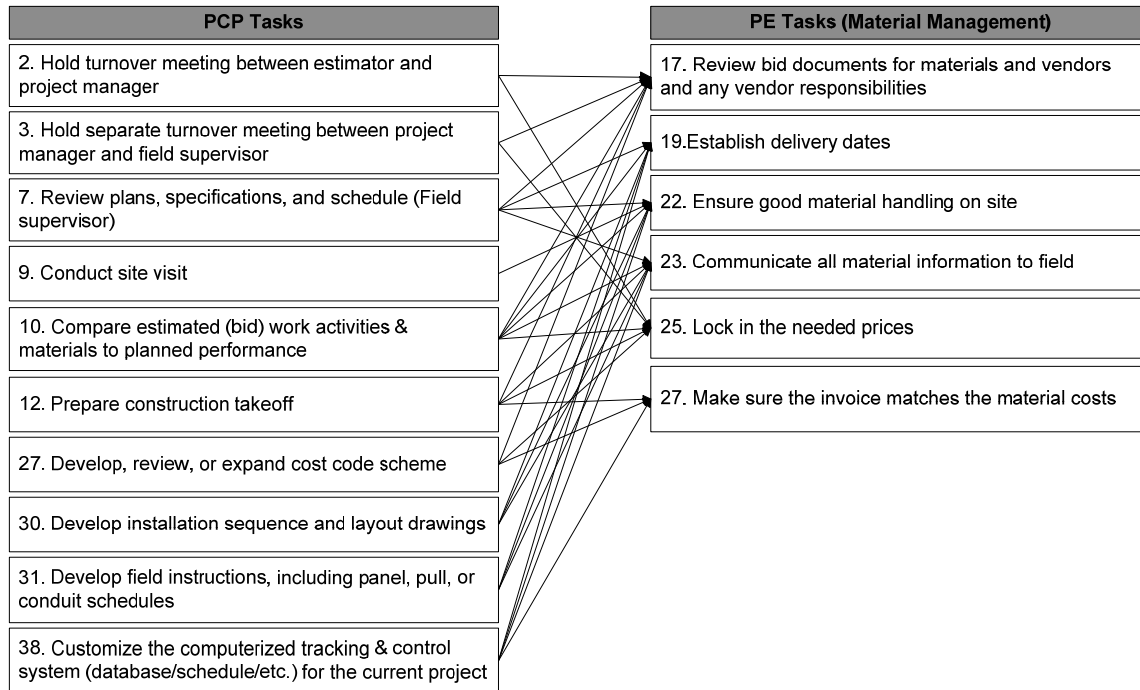 PCP Tasks
2. Hold turnover meeting between estimator and
project manager
3. Hold separate turnover meeting between project
manager and field supervisor
7. Review plans, specifications, and schedule (Field
supervisor)
9. Conduct site visit
10. Compare estimated (bid) work activities &
materials to planned performance
12. Prepare construction takeoff
27. Develop, review, or expand cost code scheme
30. Develop installation sequence and layout drawings
31. Develop field instructions, including panel, pull, or
conduit schedules
38. Customize the computerized tracking & control
system (database/schedule/etc.) for the current project
PE Tasks (Material Management)
17. Review bid documents for materials and vendors
and any vendor responsibilities
19.Establish delivery dates
22. Ensure good material handling on site
23. Communicate all material information to field
25. Lock in the needed prices
27. Make sure the invoice matches the material costs